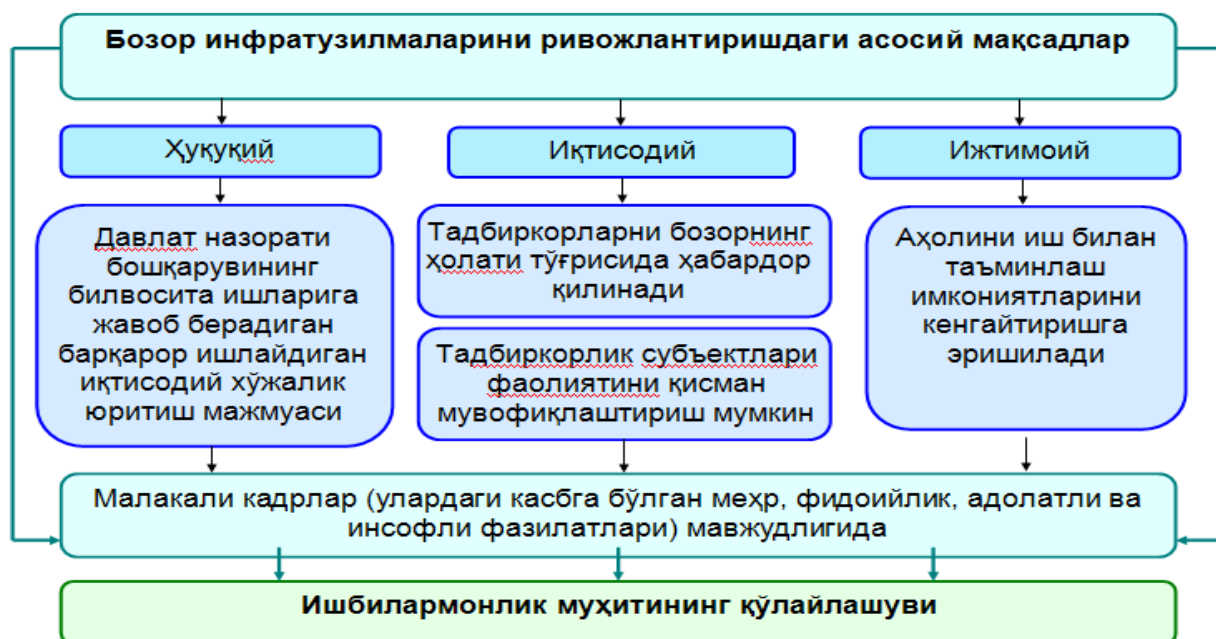 Бозор инфратузилмаларини ривожлантиришдаги асосий мақсадлар
Ҳуқуқий
Иқтисодий
Ижтимоий
Давлат назорати
бошқарувининг
билвосита ишларига
жавоб берадиган
барқарор ишлайдиган
иқтисодий хўжалик
юритиш мажмуаси
Тадбиркорларни бозорнинг
ҳолати тўғрисида ҳабардор
қилинади
Тадбиркорлик субъектлари
фаолиятини қисман
мувофиқлаштириш мумкин
Аҳолини иш билан
таъминлаш
имкониятларини
кенгайтиришга
эришилади
Малакали кадрлар (улардаги касбга бўлган меҳр, фидоийлик, адолатли ва
инсофли фазилатлари) мавжудлигида
Ишбилармонлик муҳитининг қўлайлашуви